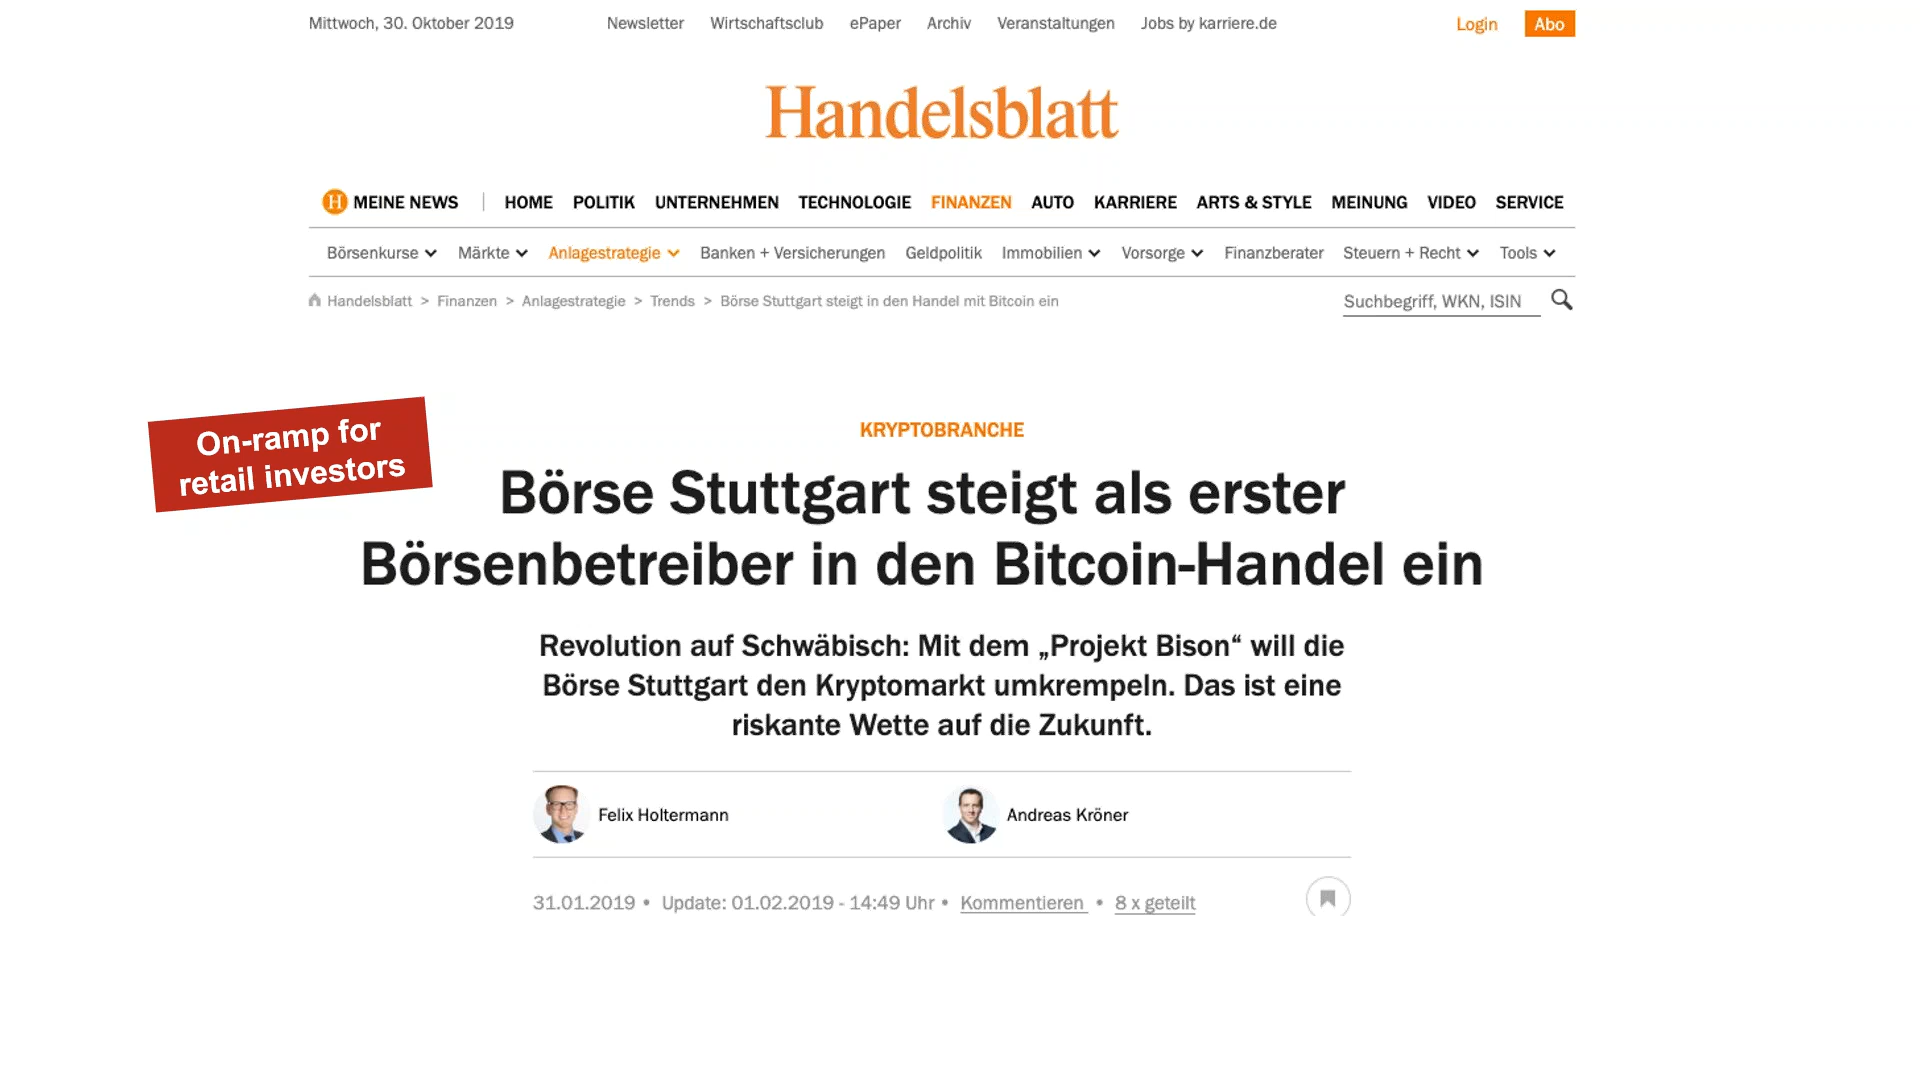 Mittwoch, 30. Oktober 2019 Newsletter Wirtschaftsclub ePaper Archiv Veranstaltungen Jobs by karriere.de Login Abo
Handelsblatt
H MEINE NEWS HOME POLITIK UNTERNEHMEN TECHNOLOGIE FINANZEN AUTO KARRIERE ARTS & STYLE MEINUNG VIDEO SERVICE
Börsenkurse Märkte Anlagestrategie Banken + Versicherungen Geldpolitik Immobilien Vorsorge Finanzberater Steuern + Recht Tools
Handelsblatt > Finanzen > Anlagestrategie > Trends > Börse Stuttgart steigt in den Handel mit Bitcoin ein Suchbegriff, WKN, ISIN
On-ramp for
retail investors
KRYPTOBRANCHE
Börse Stuttgart steigt als erster
Börsenbetreiber in den Bitcoin-Handel ein
Revolution auf Schwäbisch: Mit dem „Projekt Bison“ will die
Börse Stuttgart den Kryptomarkt umkrempeln. Das ist eine
riskante Wette auf die Zukunft.
Felix Holtermann Andreas Kröner
31.01.2019 • Update: 01.02.2019 - 14:49 Uhr • Kommentieren • 8 x geteilt